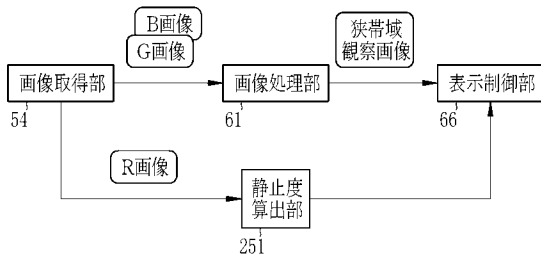 B画像
G画像
狭帯域
観察画像
画像取得部
画像処理部
表示制御部
54
61
66
R画像
静止度
算出部
251